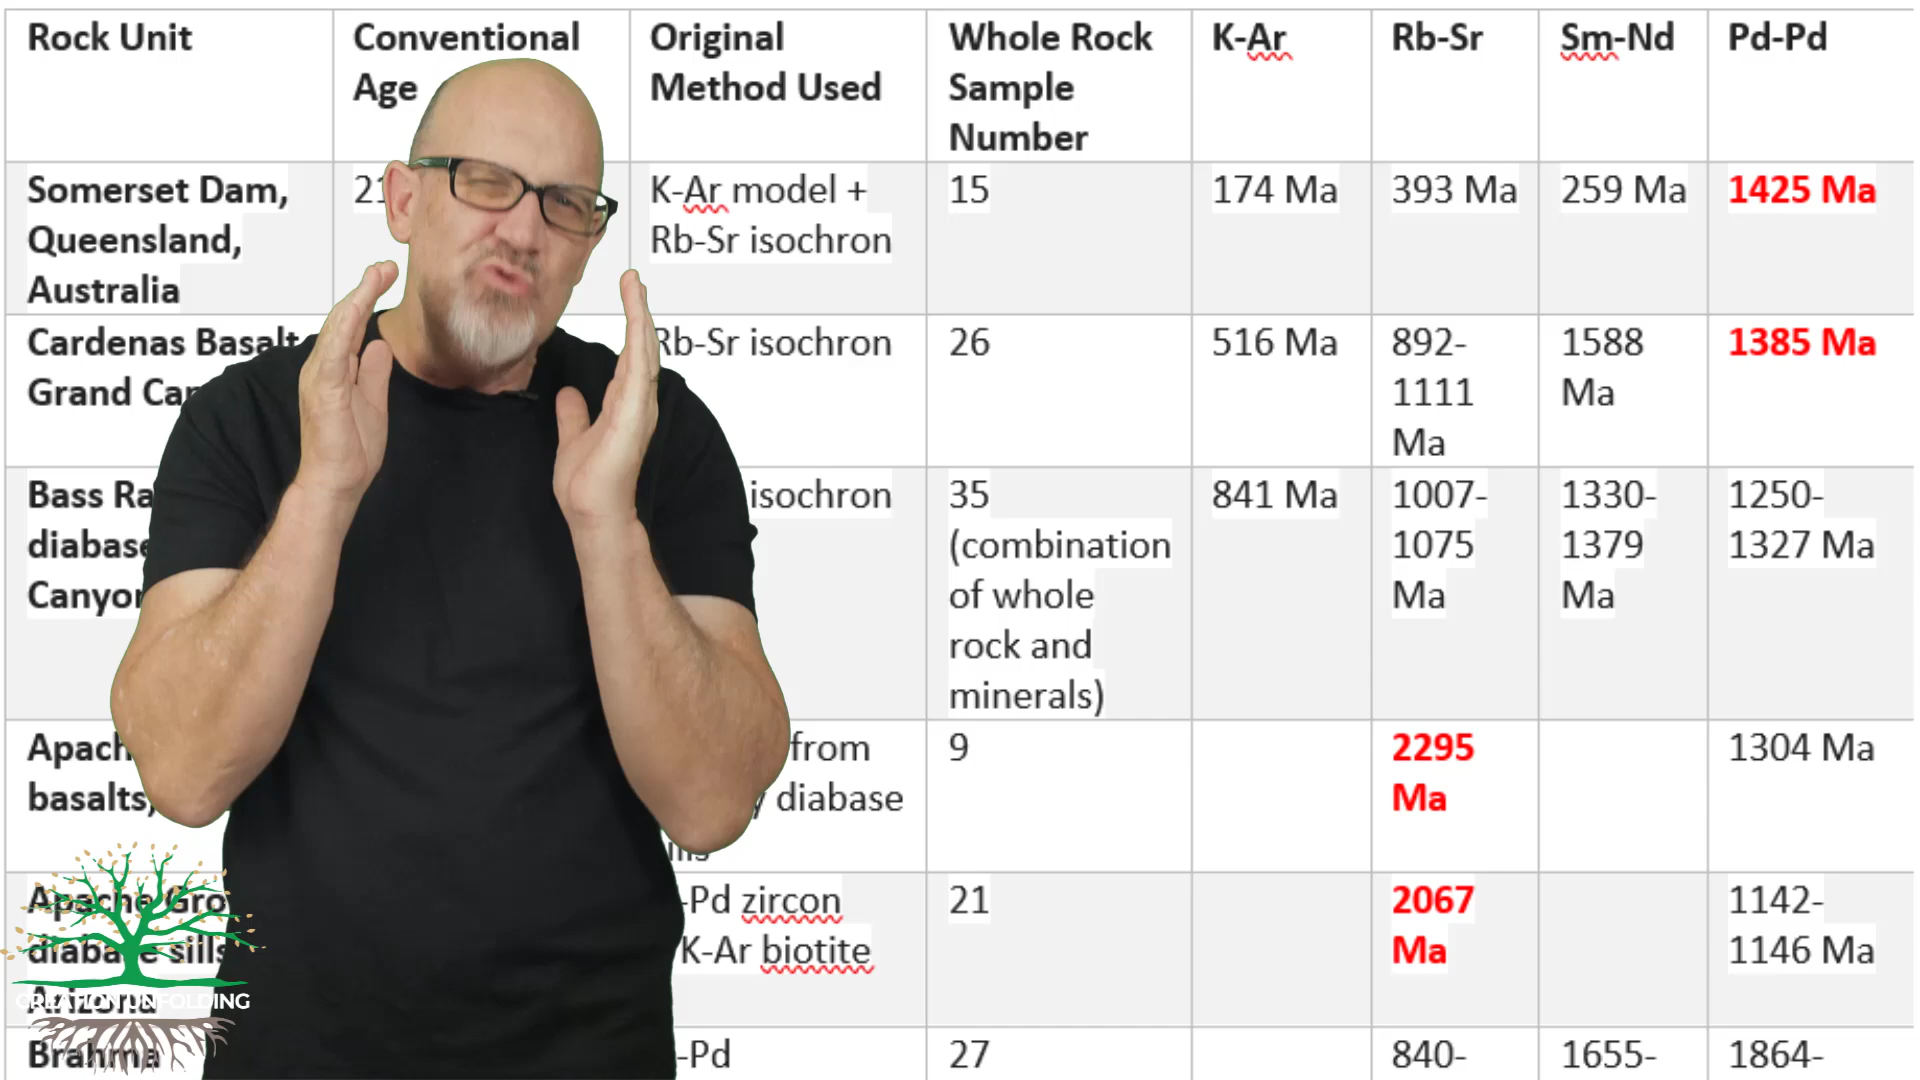 Rock Unit
Conventional
Age
Original
Method Used
Whole Rock
Sample
Number
K-Ar
Rb-Sr
Sm-Nd
Pd-Pd
Somerset Dam,
Queensland,
Australia
K-Ar model +
Rb-Sr isochron
15
174 Ma
393 Ma
259 Ma
1425 Ma
Cardenas Basalt
Grand
Rb-Sr isochron
26
516 Ma
892-
1111
Ma
1588
Ma
1385 Ma
Bass
isochron
35
(combination
of whole
rock and
minerals)
841 Ma
1007-
1075
Ma
1330-
1379
Ma
1250-
1327 Ma
basalts,
from
diabase
9
2295
Ma
1304 Ma
Apache
diabase sills
Arizona
-Pd zircon
K-Ar biotite
21
2067
Ma
1142-
1146 Ma
Brahma
-Pd
27
840-
1655-
1864-
CREATION UNFOLDING